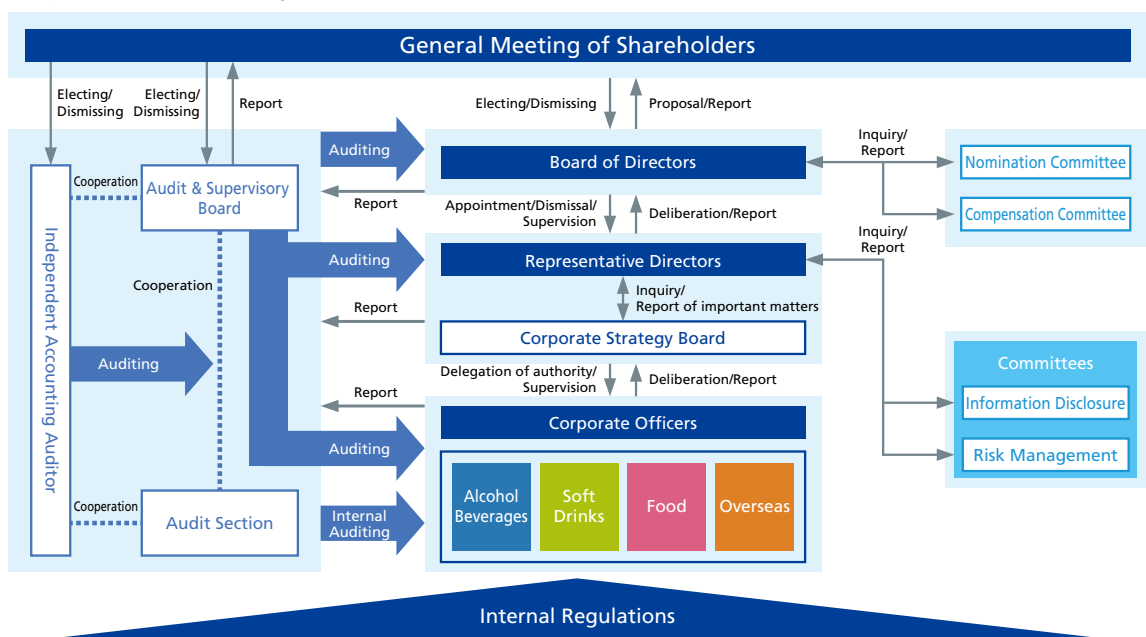 General Meeting of Shareholders
Electing/
Dismissing
Electing/
Dismissing
Report
Electing/Dismissing
Proposal/Report
Auditing
Board of Directors
Inquiry/
Report
Nomination Committee
Compensation Committee
Cooperation
Audit & Supervisory
Board
Report
Appointment/Dismissal/
Supervision
Deliberation/Report
Inquiry/
Report
Independent Accounting Auditor
Auditing
Representative Directors
Cooperation
Inquiry/
Report of important matters
Report
Corporate Strategy Board
Auditing
Committees
Delegation of authority/
Supervision
Deliberation/Report
Report
Information Disclosure
Corporate Officers
Auditing
Risk Management
Alcohol
Beverages
Soft
Drinks
Food
Overseas
Cooperation
Audit Section
Internal
Auditing
Internal Regulations